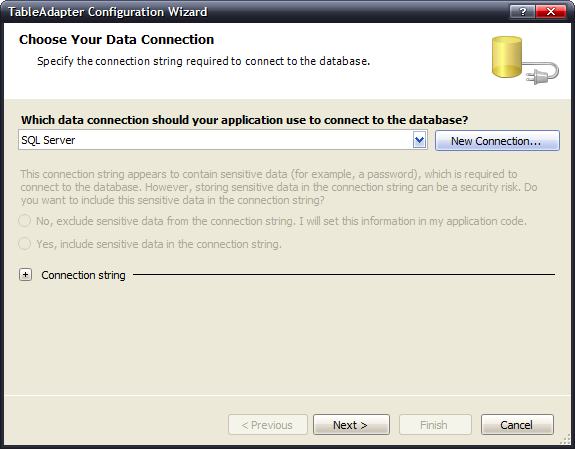 TableAdapter Configuration Wizard
?
Choose Your Data Connection
Specify the connection string required to connect to the database.
Which data connection should your application use to connect to the database?
SQL Server
New Connection...
This connection string appears to contain sensitive data (for example, a password), which is required to
connect to the database. However, storing sensitive data in the connection string can be a security risk. Do
you want to include this sensitive data in the connection string?
No, exclude sensitive data from the connection string. I will set this information in my application code.
Yes, include sensitive data in the connection string.
+ Connection string
< Previous
Next >
Finish
Cancel